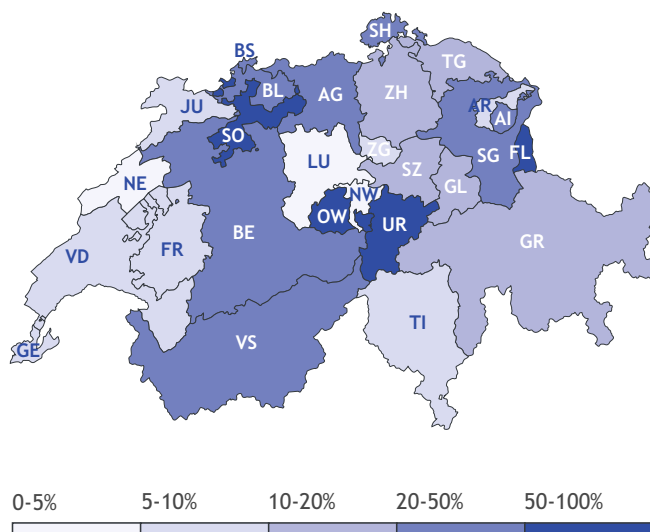 SH
BS
TG
BL
AG
ZH
JU
AR
AI
SO
ZG
LU
SZ
SG
FL
NE
NW
GL
OW
UR
BE
GR
VD
FR
TI
VS
GE
0-5%
5-10%
10-20%
20-50%
50-100%